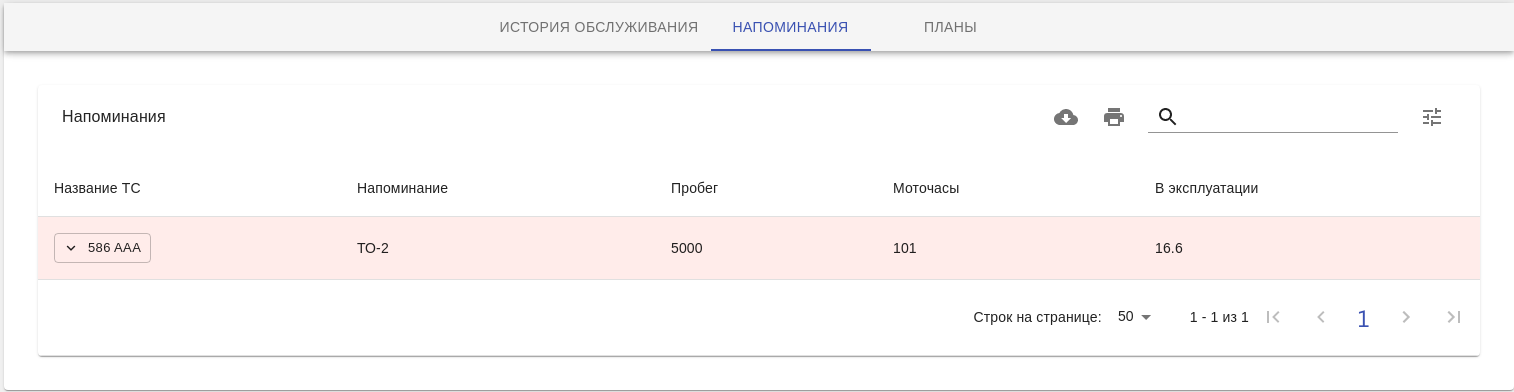 ИСТОРИЯ ОБСЛУЖИВАНИЯ НАПОМИНАНИЯ ПЛАНЫ
Напоминания
Название ТС Напоминание Пробег Моточасы В эксплуатации
586 AAA ТО-2 5000 101 16.6
Строк на странице: 50 1 - 1 из 1 1